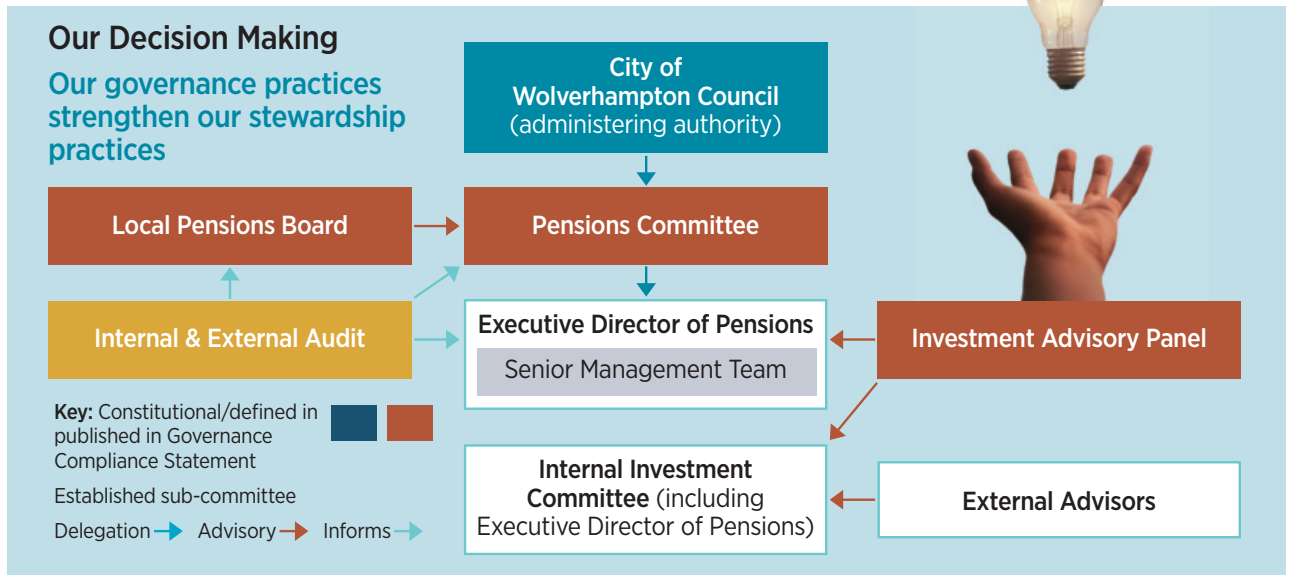 Our Decision Making
Our governance practices
strengthen our stewardship
practices
City of
Wolverhampton Council
(administering authority)
Local Pensions Board
Pensions Committee
Internal & External Audit
Executive Director of Pensions
Senior Management Team
Investment Advisory Panel
Key: Constitutional/defined in
published in Governance
Compliance Statement
Established sub-committee
Delegation
Advisory
Informs
Internal Investment
Committee (including
Executive Director of Pensions)
External Advisors